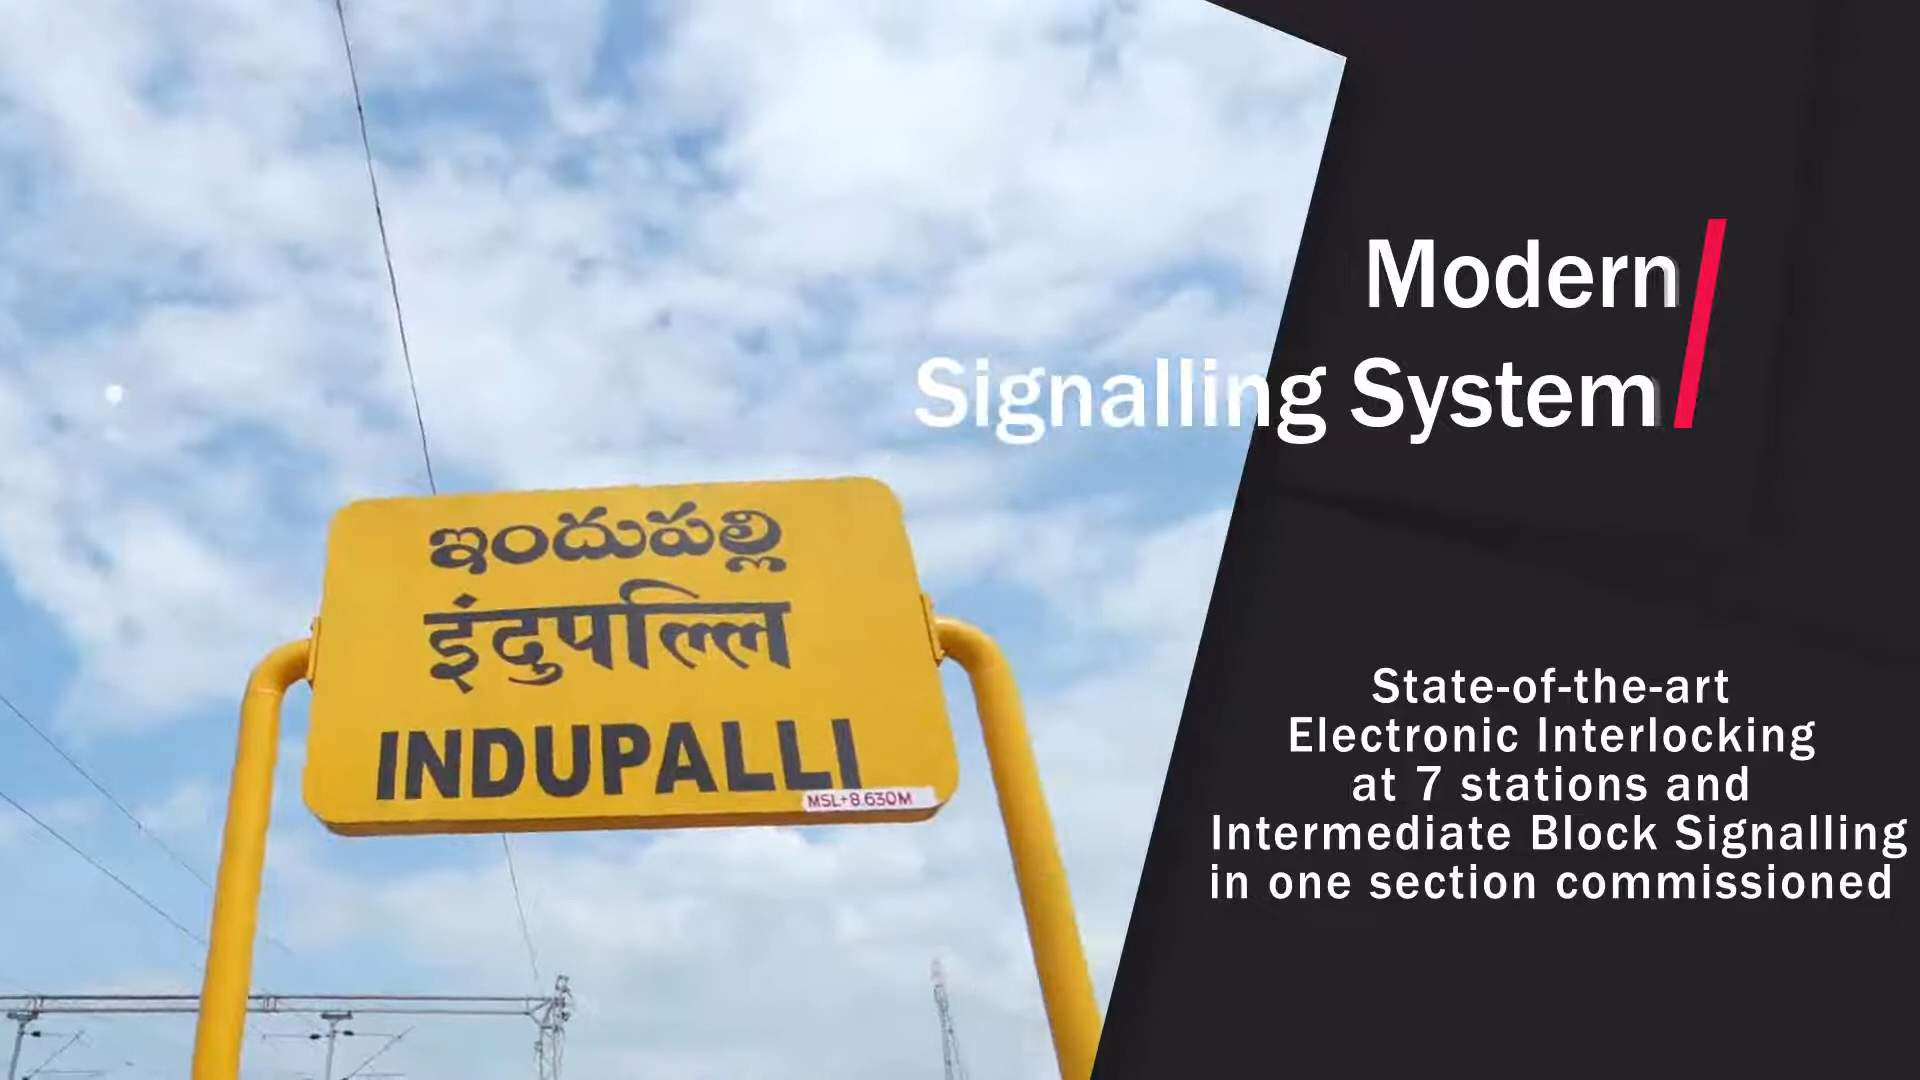 Modern
Signalling System
ఇందుపల్లి
इंदुपल्लि
INDUPALLI
MSL+8.630M
State-of-the-art
Electronic Interlocking
at 7 stations and
Intermediate Block Signalling
in one section commissioned